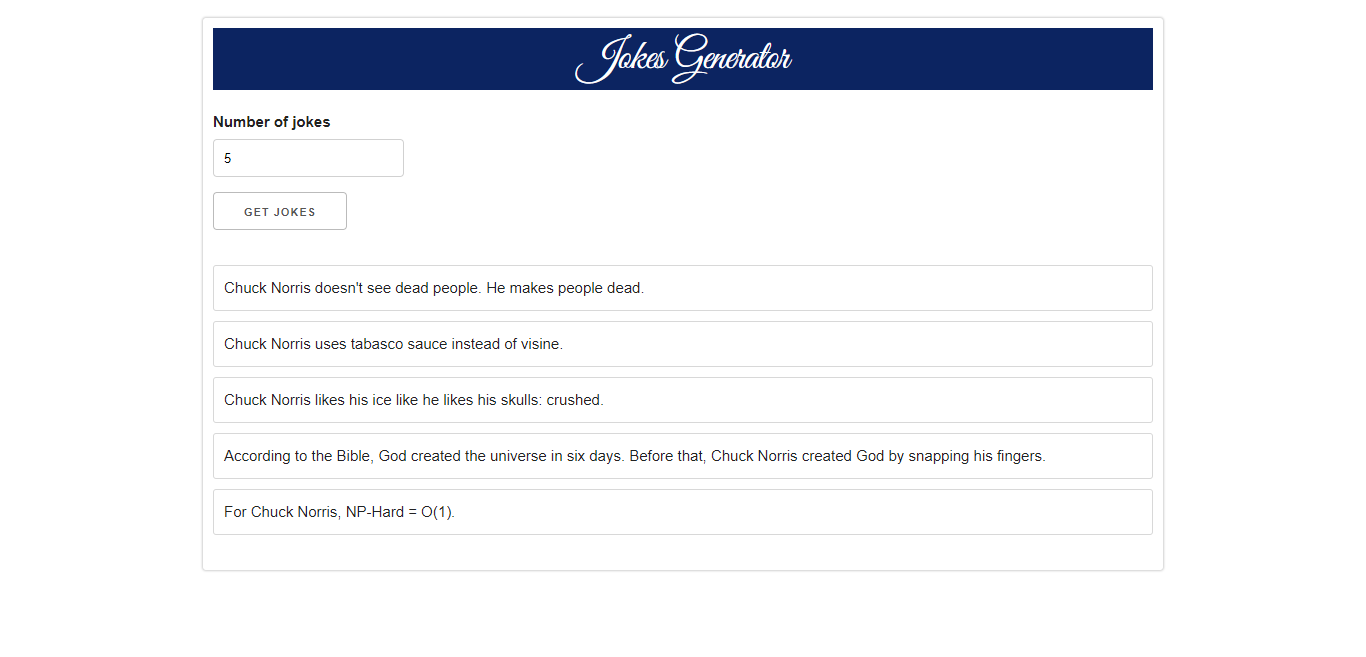 Jokes Generator
Number of jokes
5
GET JOKES
Chuck Norris doesn't see dead people. He makes people dead.
Chuck Norris uses tabasco sauce instead of visine.
Chuck Norris likes his ice like he likes his skulls: crushed.
According to the Bible, God created the universe in six days. Before that, Chuck Norris created God by snapping his fingers.
For Chuck Norris, NP-Hard = O(1).